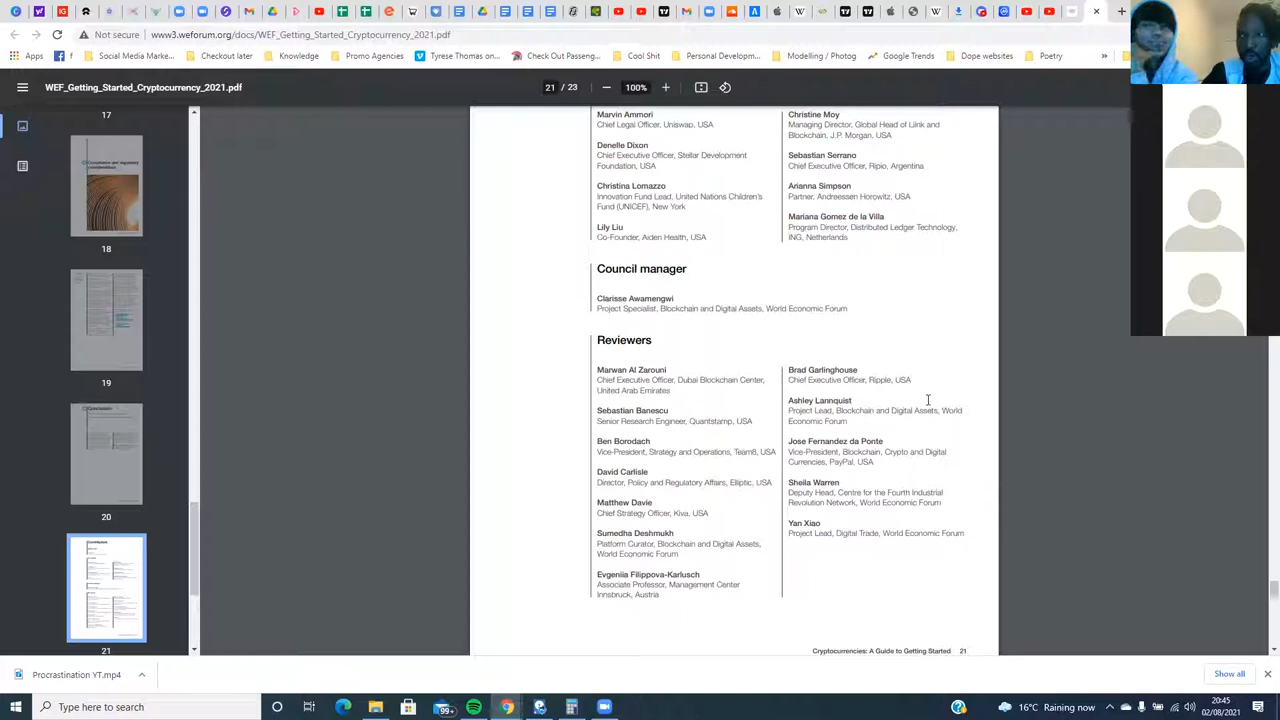 Not secure
www3.weforum.org/docs/WEF_Getting_Started_Cryptocurrency_2021.pdf
Apps
Social Media Marke...
Checkout later
Knowledge
Promo Agencies
Tyrese Thomas on...
Check Out Passeng...
Cool Shit
Personal Developm...
Modelling / Photog
Google Trends
Dope websites
Poetry
WEF_Getting_Started_Cryptocurrency_2021.pdf
21 / 23
100%
17
18
19
20
21
Marvin Ammori
Chief Legal Officer, Uniswap, USA
Denelle Dixon
Chief Executive Officer, Stellar Development
Foundation, USA
Christina Lomazzo
Innovation Fund Lead, United Nations Children's
Fund (UNICEF), New York
Lily Liu
Co-Founder, Aiden Health, USA
Christine Moy
Managing Director, Global Head of Liink and
Blockchain, J.P. Morgan, USA
Sebastian Serrano
Chief Executive Officer, Ripio, Argentina
Arianna Simpson
Partner, Andreessen Horowitz, USA
Mariana Gomez de la Villa
Program Director, Distributed Ledger Technology,
ING, Netherlands
Council manager
Clarisse Awamengwi
Project Specialist, Blockchain and Digital Assets, World Economic Forum
Reviewers
Marwan Al Zarouni
Chief Executive Officer, Dubai Blockchain Center,
United Arab Emirates
Sebastian Banescu
Senior Research Engineer, Quantstamp, USA
Ben Borodach
Vice-President, Strategy and Operations, Team8, USA
David Carlisle
Director, Policy and Regulatory Affairs, Elliptic, USA
Matthew Davie
Chief Strategy Officer, Kiva, USA
Sumedha Deshmukh
Platform Curator, Blockchain and Digital Assets,
World Economic Forum
Evgeniia Filippova-Karlusch
Associate Professor, Management Center
Innsbruck, Austria
Brad Garlinghouse
Chief Executive Officer, Ripple, USA
Ashley Lannquist
Project Lead, Blockchain and Digital Assets, World
Economic Forum
Jose Fernandez da Ponte
Vice-President, Blockchain, Crypto and Digital
Currencies, PayPal, USA
Sheila Warren
Deputy Head, Centre for the Fourth Industrial
Revolution Network, World Economic Forum
Yan Xiao
Project Lead, Digital Trade, World Economic Forum
Cryptocurrencies: A Guide to Getting Started 21
Procrastination YT.mp4
Show all
Type here to search
99+
16°C Raining now
20:45
02/08/2021